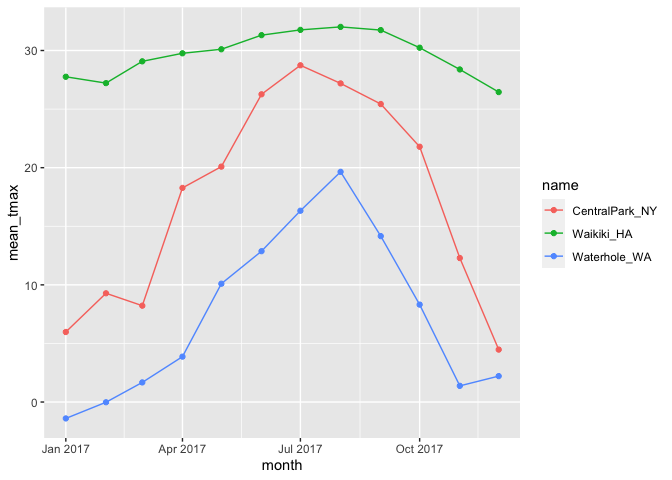 30
20
10
0
mean_tmax
Jan 2017
Apr 2017
Jul 2017
Oct 2017
month
name
CentralPark_NY
Waikiki_HA
Waterhole_WA